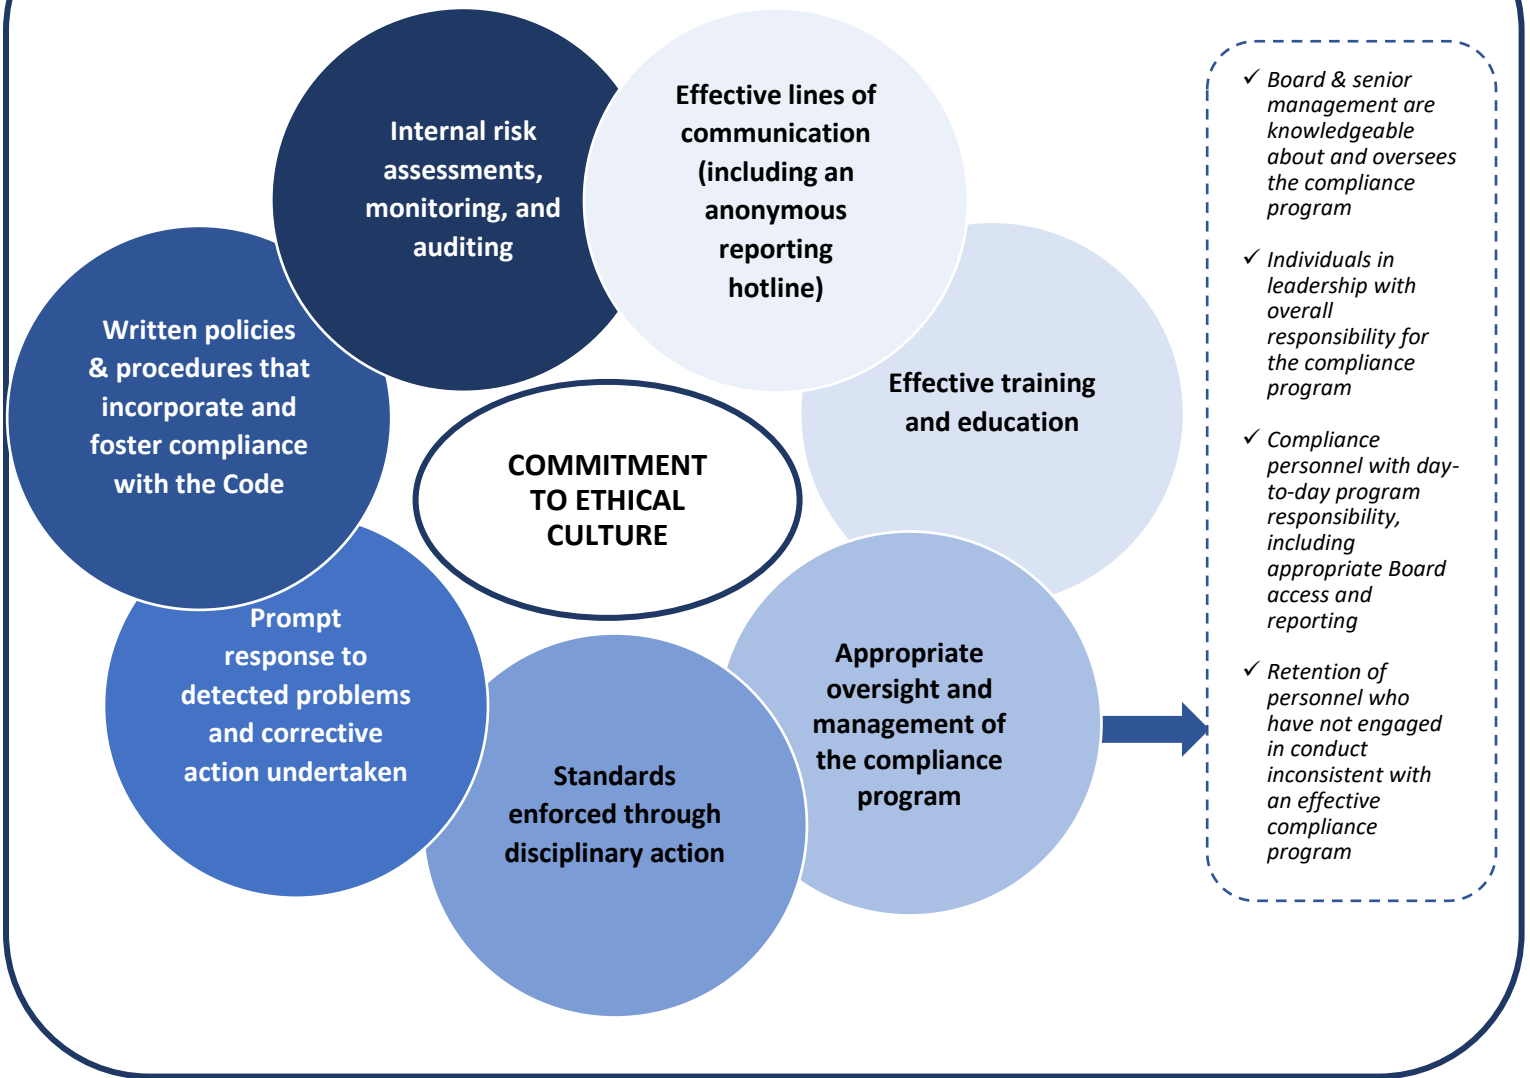 Internal risk
assessments,
monitoring, and
auditing
Effective lines of
communication
(including an
anonymous
reporting
hotline)
Effective training
and education
Appropriate
oversight and
management of
the compliance
program
Standards
enforced through
disciplinary action
Prompt
response to
detected problems
and corrective
action undertaken
Written policies
& procedures that
incorporate and
foster compliance
with the Code
COMMITMENT
TO ETHICAL
CULTURE
✓ Board & senior
management are
knowledgeable
about and oversees
the compliance
program
✓ Individuals in
leadership with
overall
responsibility for
the compliance
program
✓ Compliance
personnel with day-
to-day program
responsibility,
including
appropriate Board
access and
reporting
✓ Retention of
personnel who
have not engaged
in conduct
inconsistent with
an effective
compliance
program